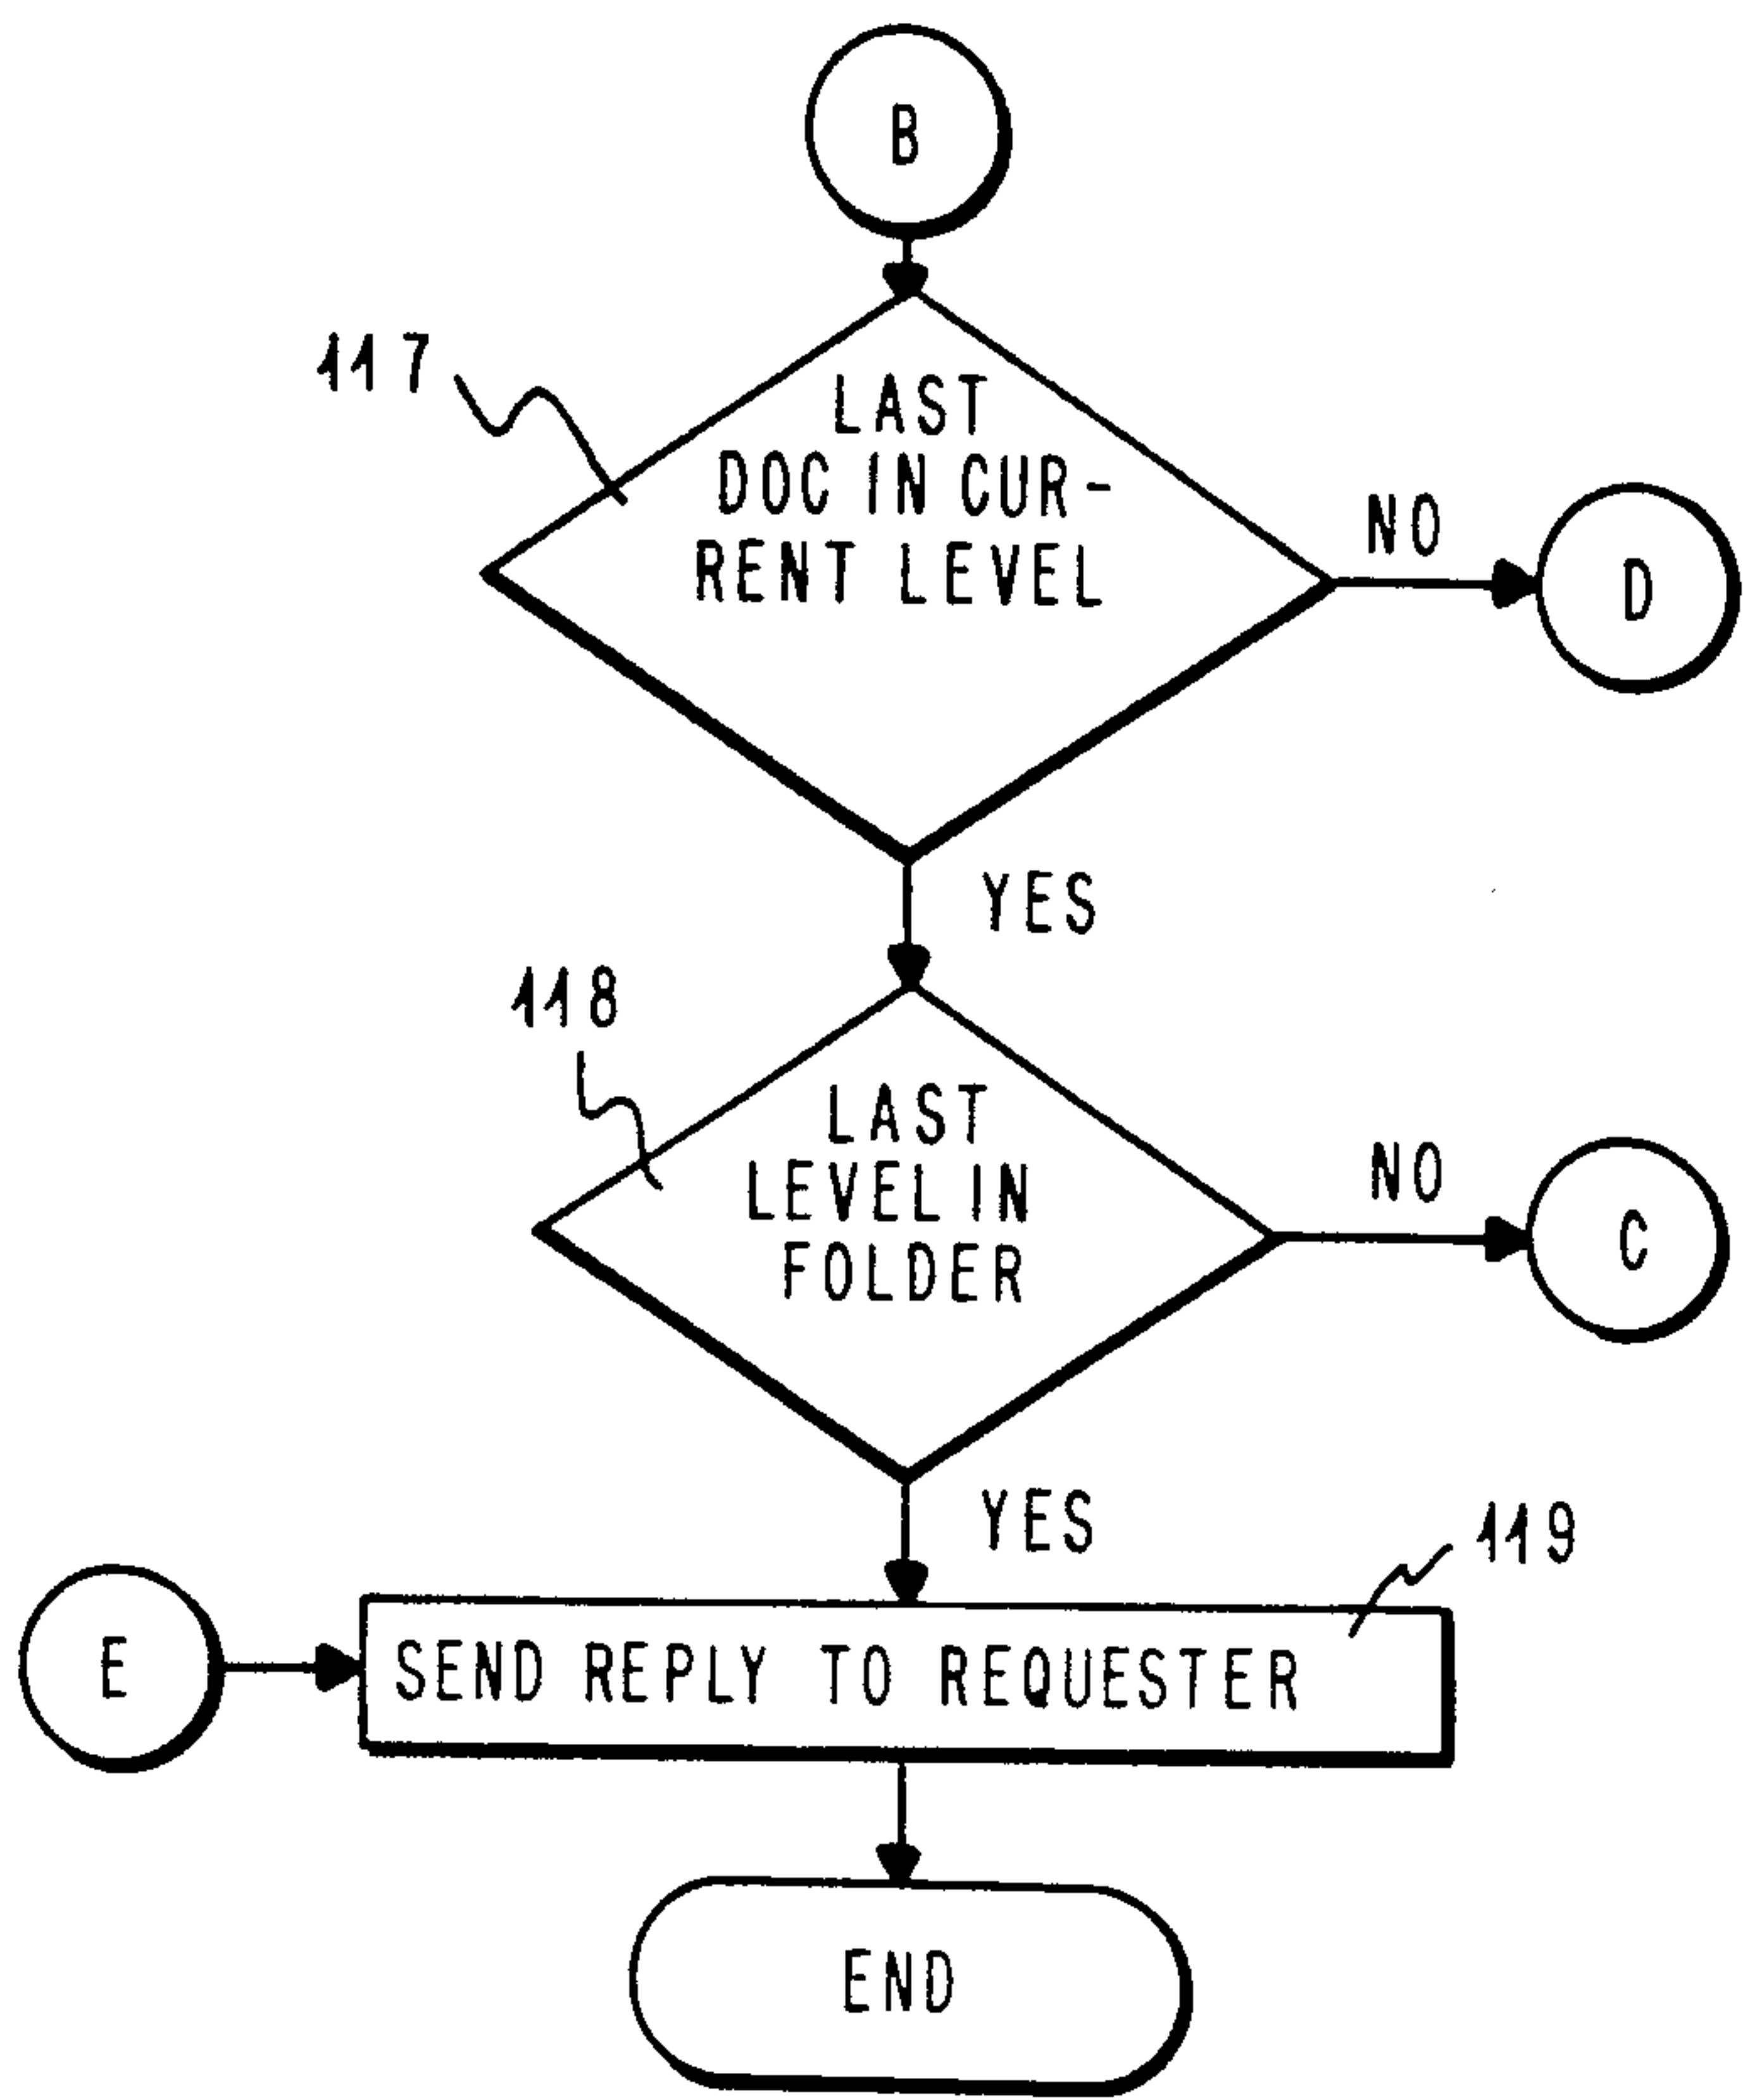 B
117
LAST
DOC IN CUR-
RENT LEVEL
NO
D
YES
118
LAST
LEVEL IN
FOLDER
NO
C
YES
119
E
SEND REPLY TO REQUESTER
END